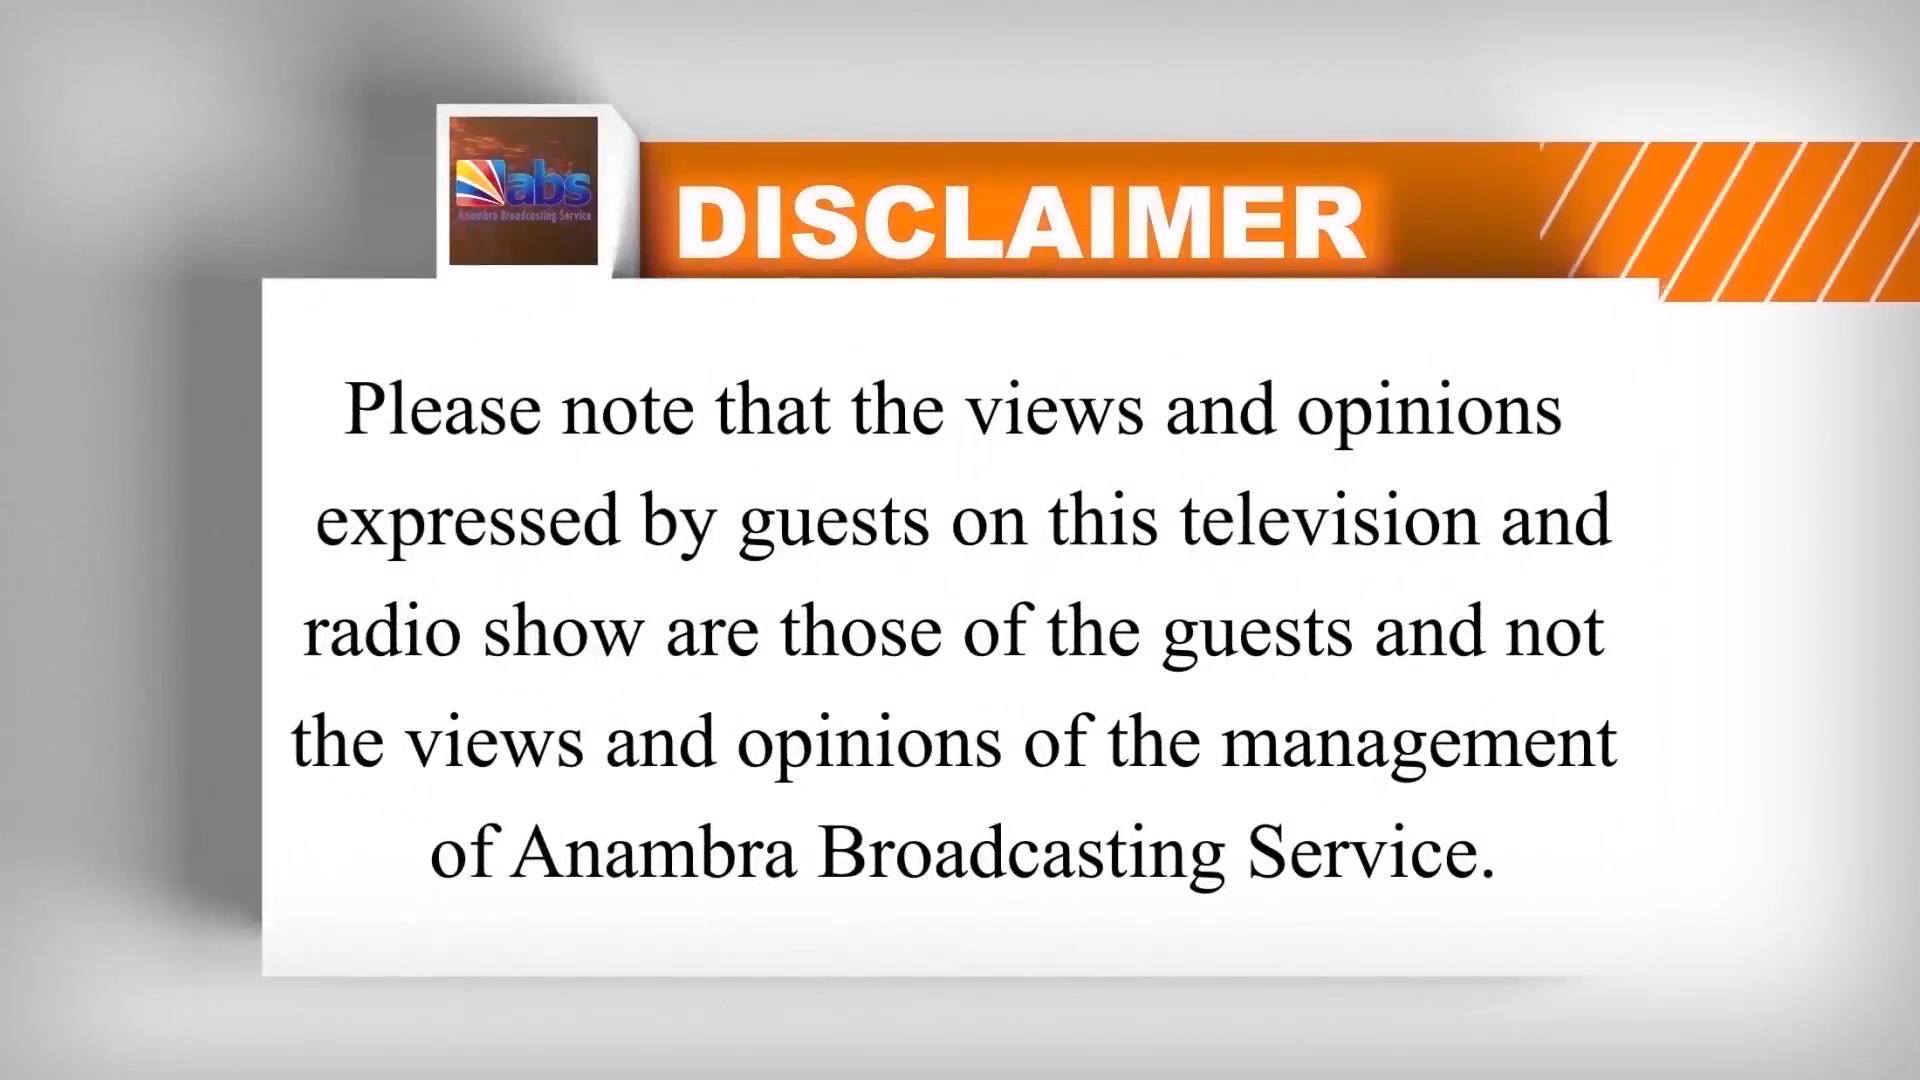 abs
Anambra Broadcasting Service
DISCLAIMER
Please note that the views and opinions
expressed by guests on this television and
radio show are those of the guests and not
the views and opinions of the management
of Anambra Broadcasting Service.